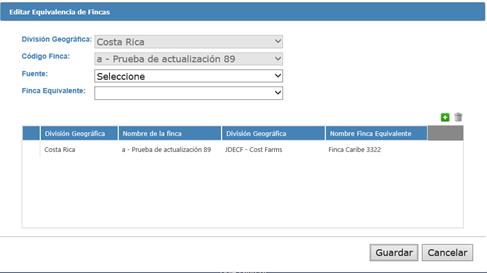 Editar Equivalencia de Fincas
División Geográfica: Costa Rica
Código Finca: a - Prueba de actualización 89
Fuente: Seleccione
Finca Equivalente:
División Geográfica Nombre de la finca División Geográfica Nombre Finca Equivalente
Costa Rica a - Prueba de actualización 89 JDECF - Cost Farms Finca Caribe 3322
Guardar Cancelar